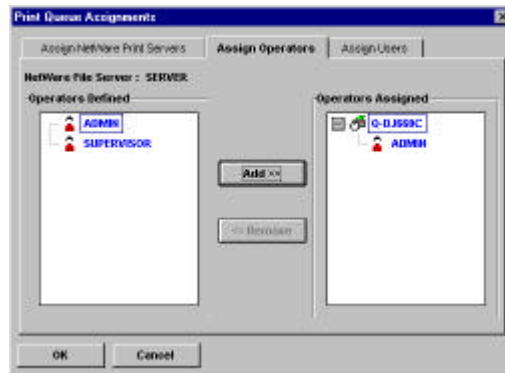 Print Queue Assignments
Assign NetWare Print Servers
Assign Operators
Assign Users
NetWare File Server : SERVER
Operators Defined
ADMIN
SUPERVISOR
Add >>
<< Remove
Operators Assigned
Q-DJ660C
ADMIN
OK
Cancel